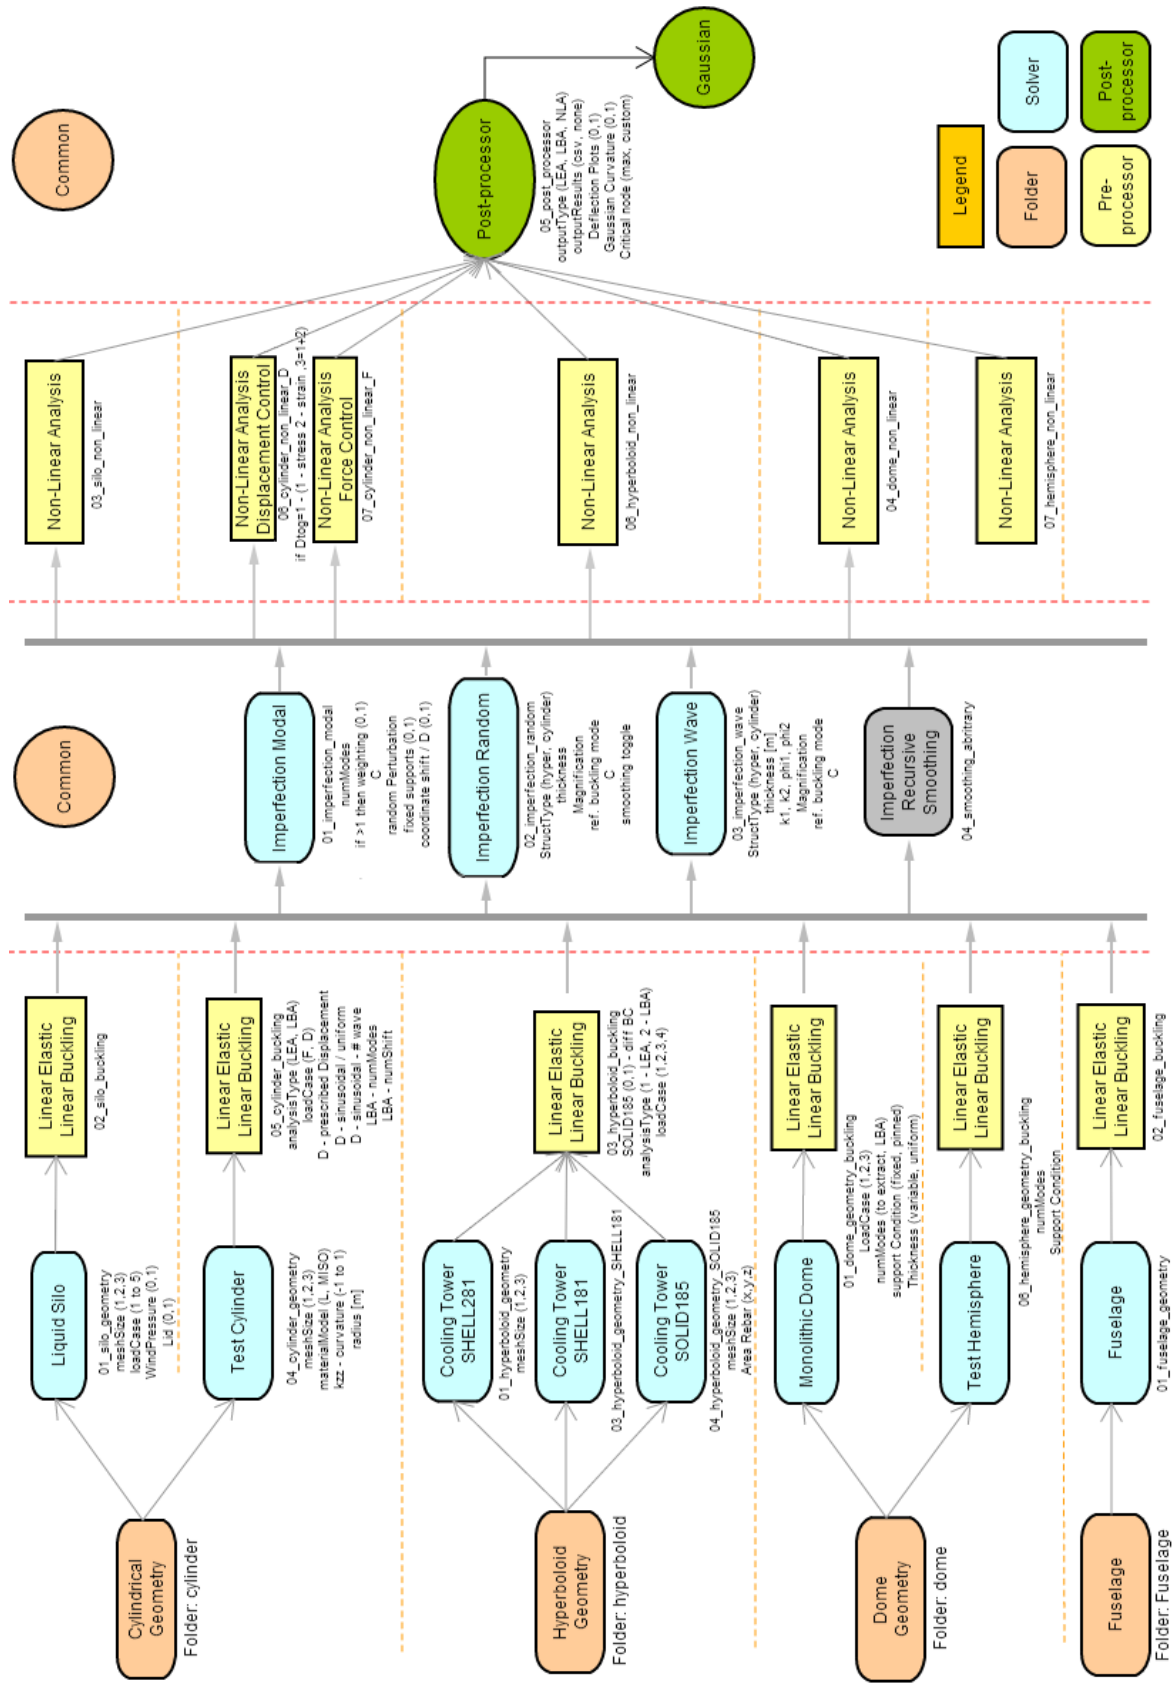 Cylindrical
Geometry
Folder: cylinder
Hyperboloid
Geometry
Folder: hyperboloid
Dome
Geometry
Folder: dome
Fuselage
Folder: Fuselage
Liquid Silo
01_silo_geometry
meshSize (1,2,3)
loadCase (1 to 5)
WindPressure (0,1)
Lid (0,1)
Test Cylinder
04_cylinder_geometry
meshSize (1,2,3)
materialModel (L, MISO)
kzz - curvature (-1 to 1)
radius [m]
Cooling Tower
SHELL281
01_hyperboloid_geometry
meshSize (1,2,3)
Cooling Tower
SHELL181
03_hyperboloid_geometry_SHELL181
Cooling Tower
SOLID185
04_hyperboloid_geometry_SOLID185
meshSize (1,2,3)
Area Rebar (x,y,z)
Monolithic Dome
01_dome_geometry_buckling
LoadCase (1,2,3)
numModes (to extract, LBA)
support Condition (fixed, pinned)
Thickness (variable, uniform)
Test Hemisphere
06_hemisphere_geometry_buckling
numModes
Support Condition
Fuselage
01_fuselage_geometry
Linear Elastic
Linear Buckling
02_silo_buckling
Linear Elastic
Linear Buckling
05_cylinder_buckling
analysisType (LEA, LBA)
loadCase (F, D)
D - prescribed Displacement
D - sinusoidal / uniform
D - sinusoidal - # wave
LBA - numModes
LBA - numShift
Linear Elastic
Linear Buckling
03_hyperboloid_buckling
SOLID185 (0,1) - diff BC
analysisType (1 - LEA, 2 - LBA)
loadCase (1,2,3,4)
Linear Elastic
Linear Buckling
Linear Elastic
Linear Buckling
Linear Elastic
Linear Buckling
02_fuselage_buckling
Common
Imperfection Modal
01_imperfection_modal
numModes
if >1 then weighting (0,1)
C
random Perturbation
fixed supports (0,1)
coordinate shift / D (0,1)
Imperfection Random
02_imperfection_random
StructType (hyper, cylinder)
thickness
Magnification
ref. buckling mode
C
smoothing toggle
Imperfection Wave
03_imperfection_wave
StructType (hyper, cylinder)
thickness [m]
k1, k2, phi1, phi2
Magnification
ref. buckling mode
C
Imperfection
Recursive
Smoothing
04_smoothing_abritrary
Non-Linear Analysis
03_silo_non_linear
Non-Linear Analysis
Displacement Control
06_cylinder_non_linear_D
if Dtog=1 - (1 - stress 2 - strain ,3=1+2)
Non-Linear Analysis
Force Control
07_cylinder_non_linear_F
Non-Linear Analysis
06_hyperboloid_non_linear
Non-Linear Analysis
04_dome_non_linear
Non-Linear Analysis
07_hemisphere_non_linear
Common
Post-processor
05_post_processor
outputType (LEA, LBA, NLA)
outputResults (csv, none)
Deflection Plots (0,1)
Gaussian Curvature (0,1)
Critical node (max, custom)
Gaussian
Legend
Folder
Solver
Pre-
processor
Post-
processor